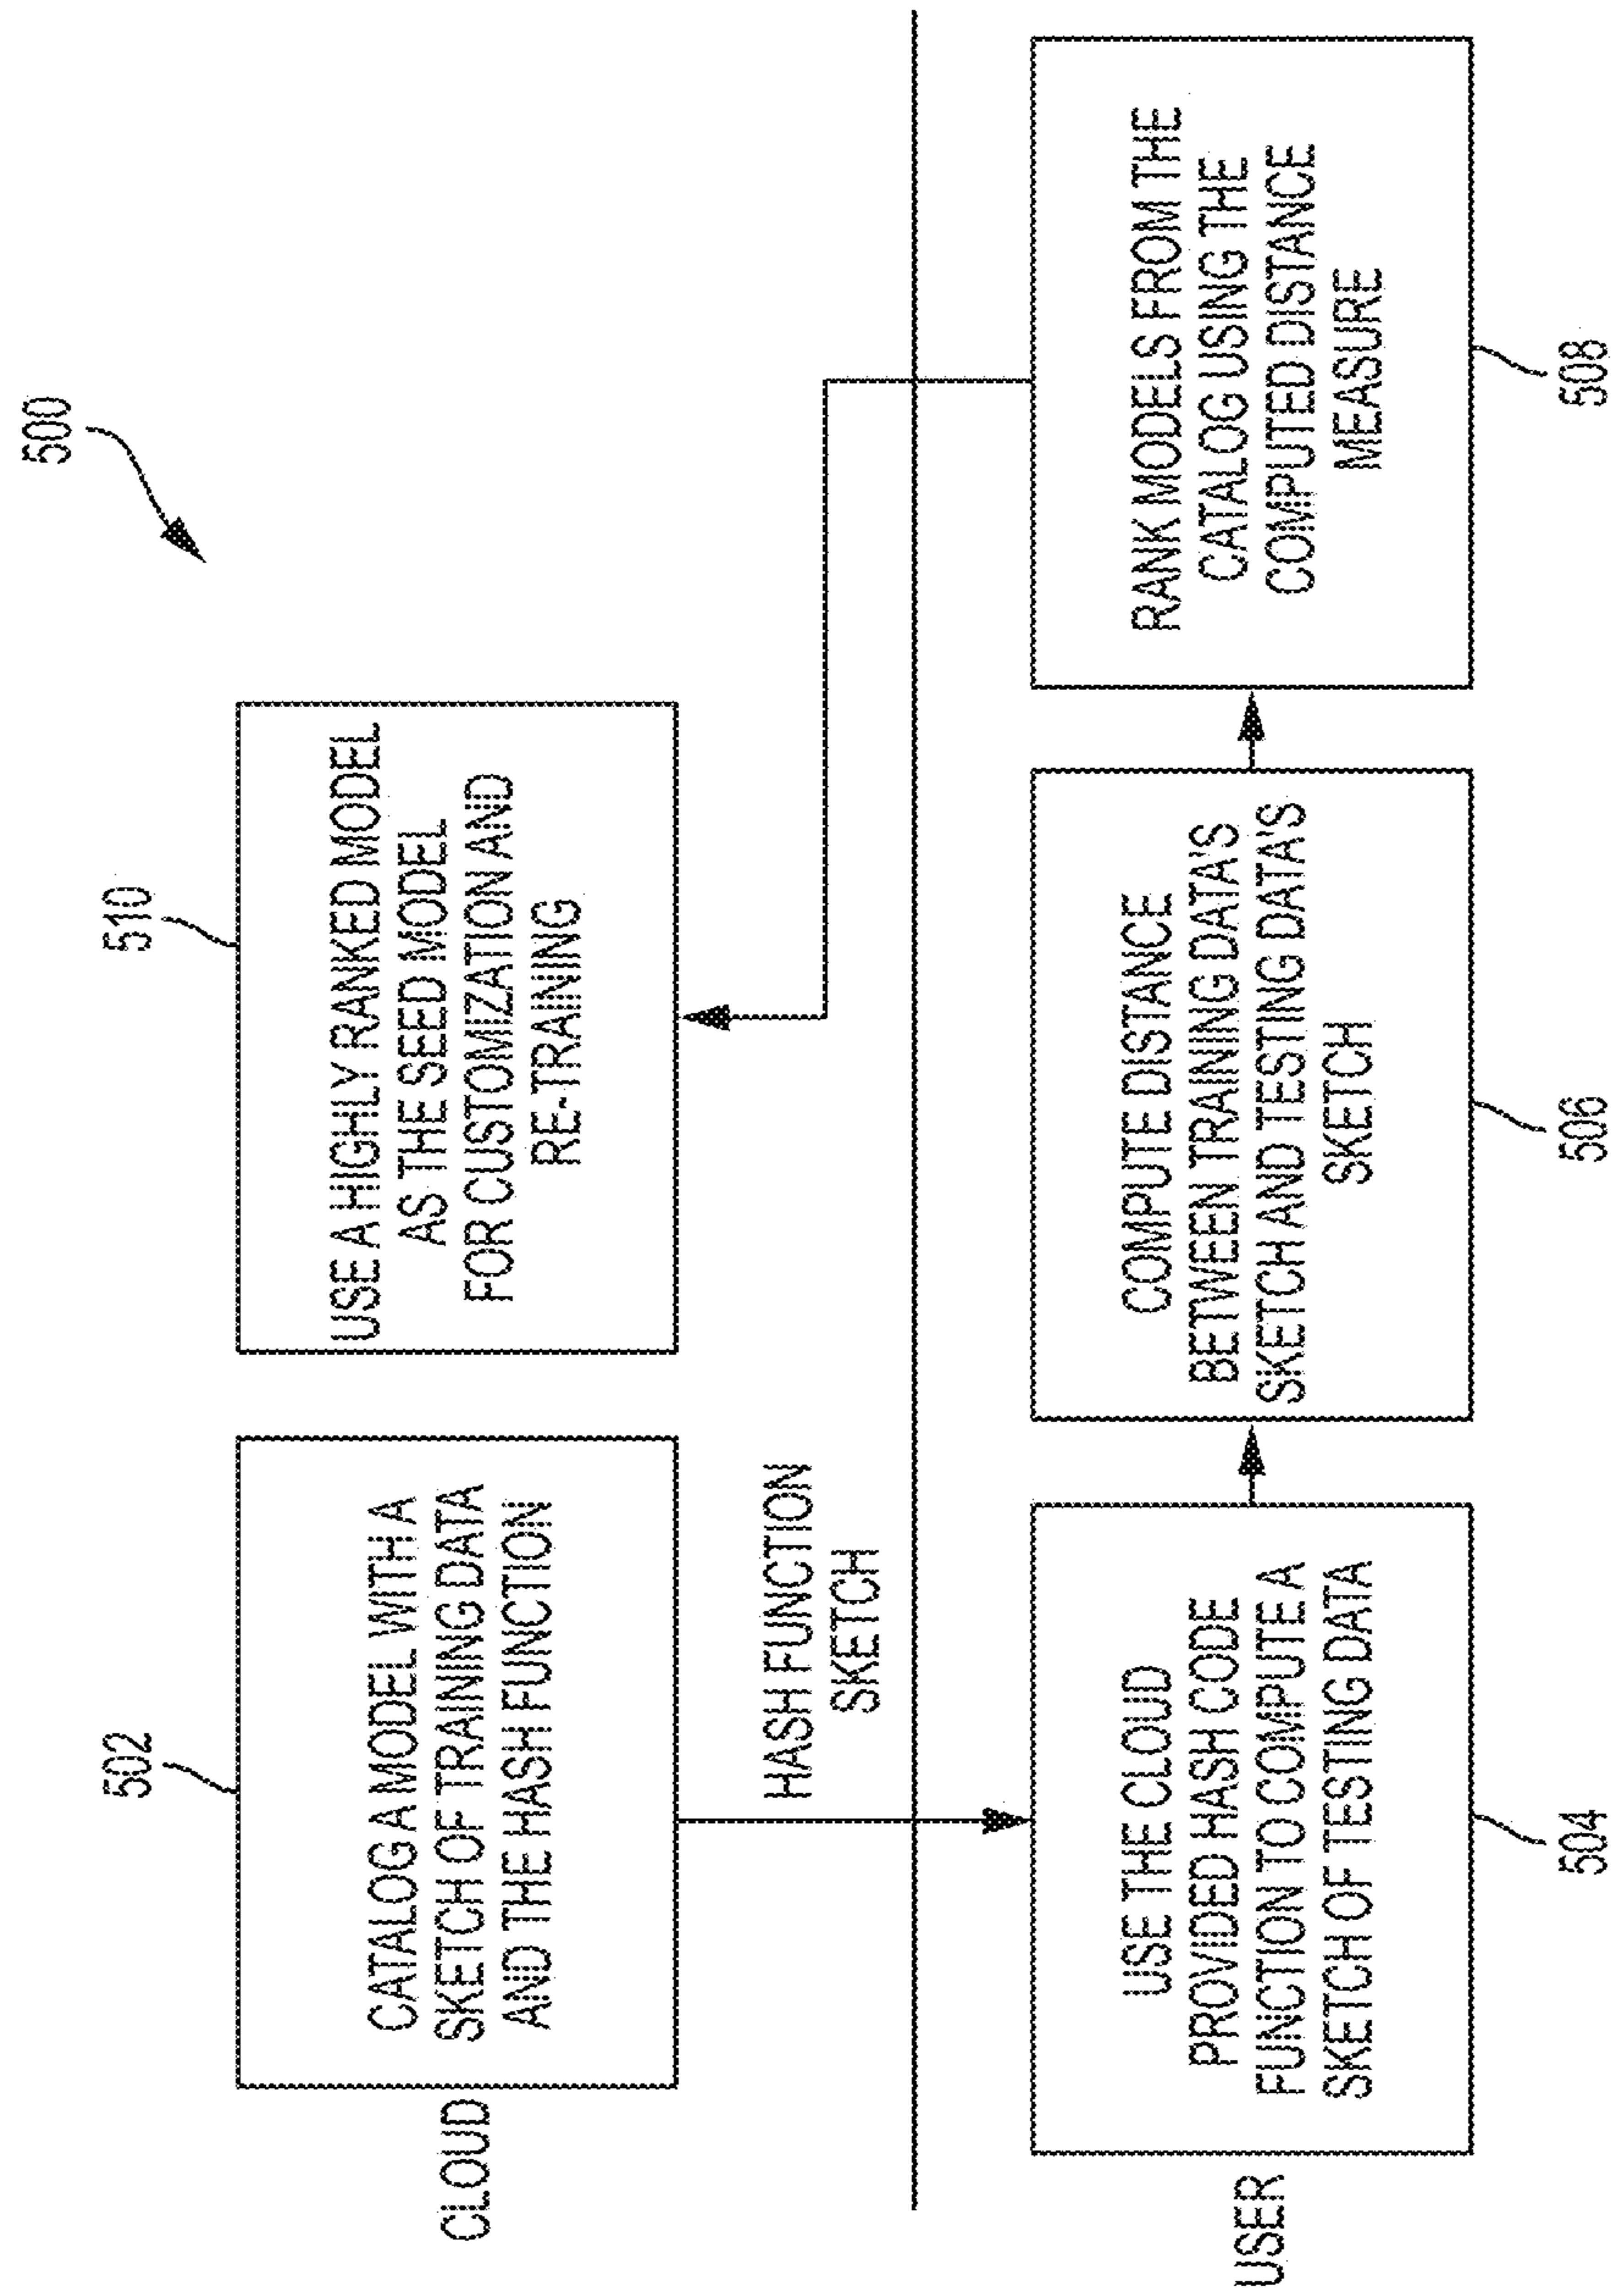 500
502
CATALOG A MODEL WITH A
SKETCH OF TRAINING DATA
AND THE HASH FUNCTION
510
USE A HIGHLY RANKED MODEL
AS THE SEED MODEL
FOR CUSTOMIZATION AND
RE-TRAINING
CLOUD
HASH FUNCTION
SKETCH
USER
USE THE CLOUD
PROVIDED HASH CODE
FUNCTION TO COMPUTE A
SKETCH OF TESTING DATA
504
COMPUTE DISTANCE
BETWEEN TRAINING DATA'S
SKETCH AND TESTING DATA'S
SKETCH
506
RANK MODELS FROM THE
CATALOG USING THE
COMPUTED DISTANCE
MEASURE
508